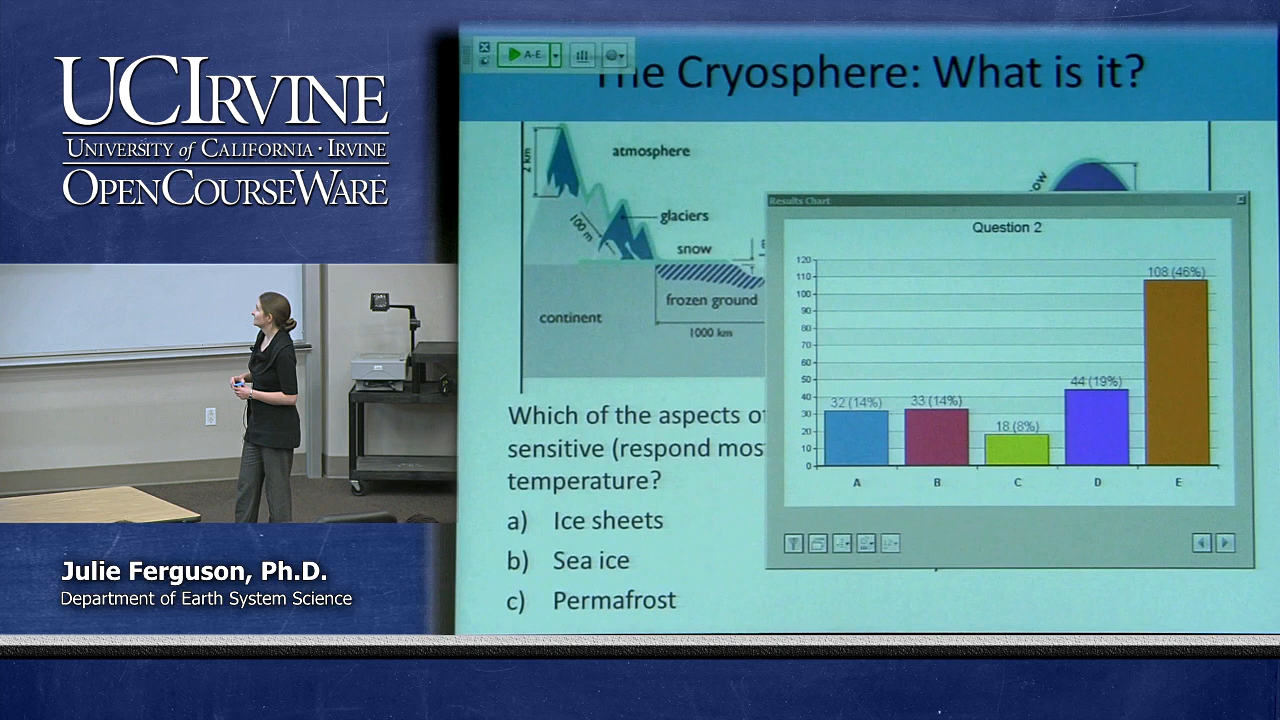 UCIRVINE
UNIVERSITY of CALIFORNIA · IRVINE
OPENCOURSEWARE
Julie Ferguson, Ph.D.
Department of Earth System Science
A-E
The Cryosphere: What is it?
2 km
atmosphere
100 m
glaciers
snow
frozen ground
continent
1000 km
Which of the aspects of
sensitive (respond most
temperature?
a) Ice sheets
b) Sea ice
c) Permafrost
Results Chart
Question 2
120
110
100
90
80
70
60
50
40
30
20
10
0
32 (14%)
33 (14%)
18 (8%)
44 (19%)
108 (46%)
A B C D E